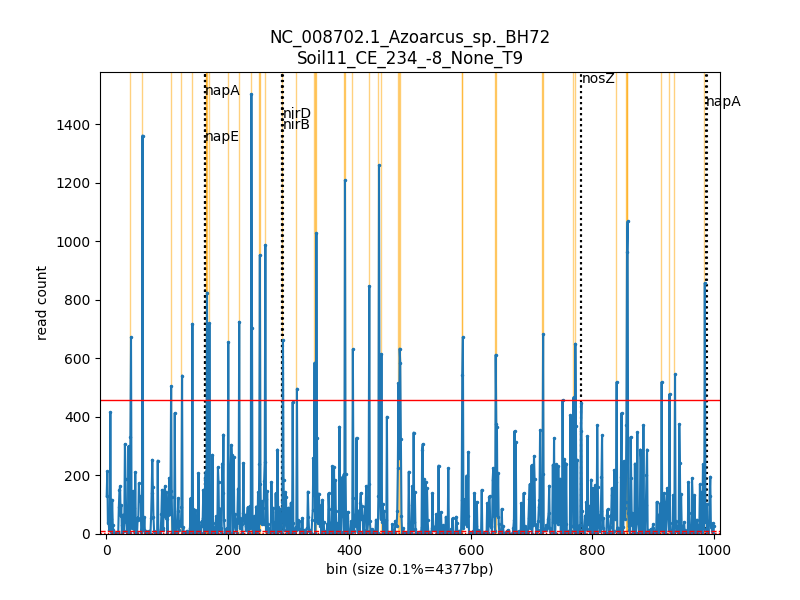 NC_008702.1_Azoarcus_sp._BH72
Soil11_CE_234_-8_None_T9
nosZ
napA
napA
nirD
nirB
napE
1400
1200
1000
800
600
400
200
0
read count
0 200 400 600 800 1000
bin (size 0.1%=4377bp)